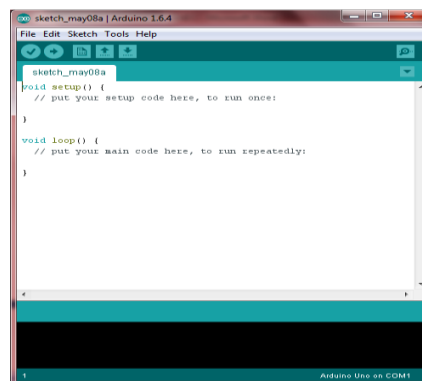 sketch_may08a | Arduino 1.6.4
File Edit Sketch Tools Help
sketch_may08a
void setup() {
// put your setup code here, to run once:
}
void loop() {
// put your main code here, to run repeatedly:
}
1 Arduino Uno on COM1